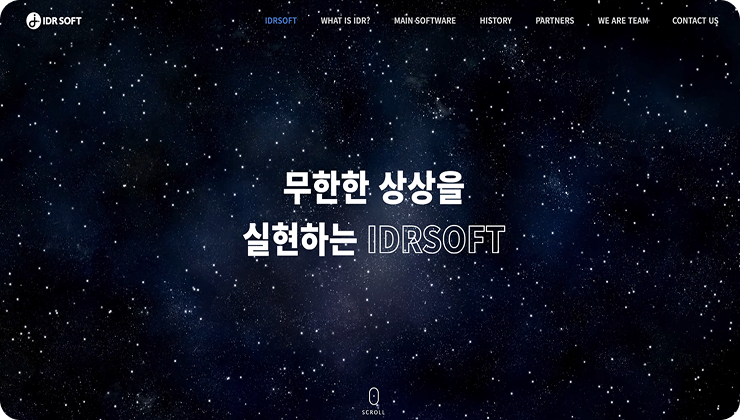 IDR SOFT
IDRSOFT WHAT IS IDR? MAIN SOFTWARE HISTORY PARTNERS WE ARE TEAM CONTACT US
무한한 상상을
실현하는 IDRSOFT
SCROLL